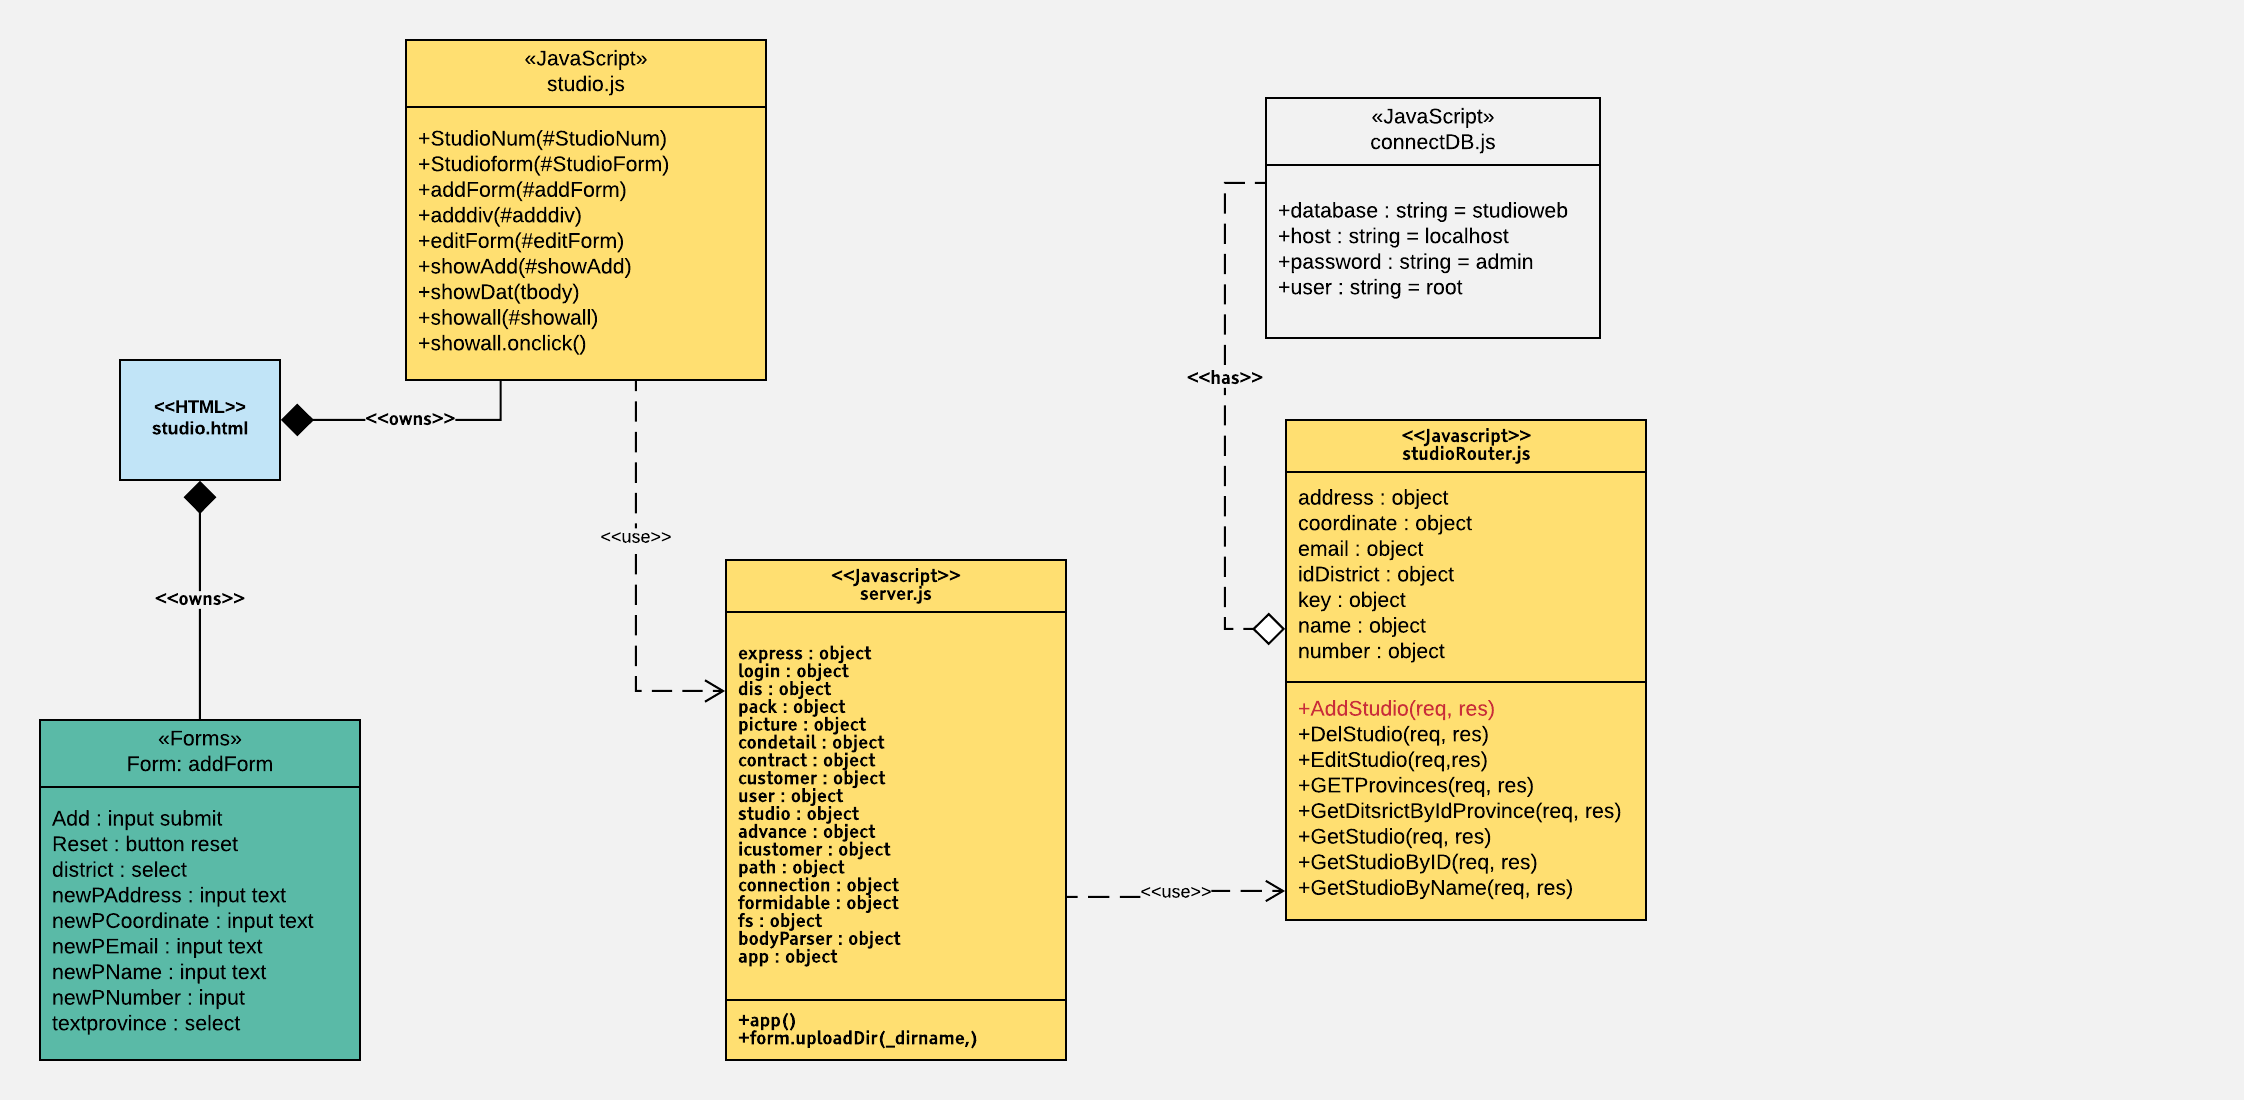 «JavaScript»
studio.js
+StudioNum(#StudioNum)
+Studioform(#StudioForm)
+addForm(#addForm)
+adddiv(#adddiv)
+editForm(#editForm)
+showAdd(#showAdd)
+showDat(tbody)
+showall(#showall)
+showall.onclick()
«JavaScript»
connectDB.js
+database : string = studioweb
+host : string = localhost
+password : string = admin
+user : string = root
<<HTML>>
studio.html
<<owns>>
<<has>>
<<use>>
<<owns>>
<<Javascript>>
studioRouter.js
address : object
coordinate : object
email : object
idDistrict : object
key : object
name : object
number : object
+AddStudio(req, res)
+DelStudio(req, res)
+EditStudio(req,res)
+GETProvinces(req, res)
+GetDitsrictByIdProvince(req, res)
+GetStudio(req, res)
+GetStudioByID(req, res)
+GetStudioByName(req, res)
<<Javascript>>
server.js
express : object
login : object
dis : object
pack : object
picture : object
condetail : object
contract : object
customer : object
user : object
studio : object
advance : object
icustomer : object
path : object
connection : object
formidable : object
fs : object
bodyParser : object
app : object
+app()
+form.uploadDir(_dirname,)
<<use>>
«Forms»
Form: addForm
Add : input submit
Reset : button reset
district : select
newPAddress : input text
newPCoordinate : input text
newPEmail : input text
newPName : input text
newPNumber : input
textprovince : select